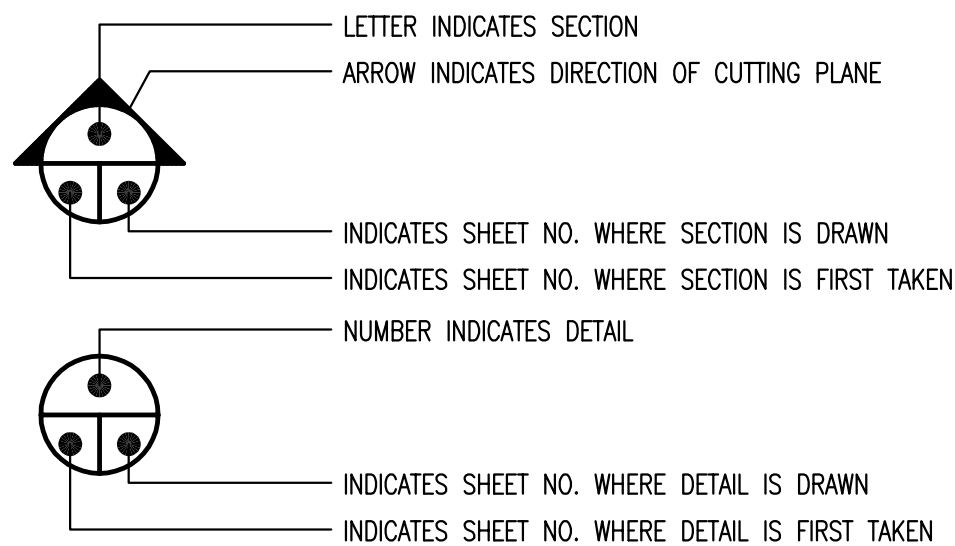 LETTER INDICATES SECTION
ARROW INDICATES DIRECTION OF CUTTING PLANE
INDICATES SHEET NO. WHERE SECTION IS DRAWN
INDICATES SHEET NO. WHERE SECTION IS FIRST TAKEN
NUMBER INDICATES DETAIL
INDICATES SHEET NO. WHERE DETAIL IS DRAWN
INDICATES SHEET NO. WHERE DETAIL IS FIRST TAKEN